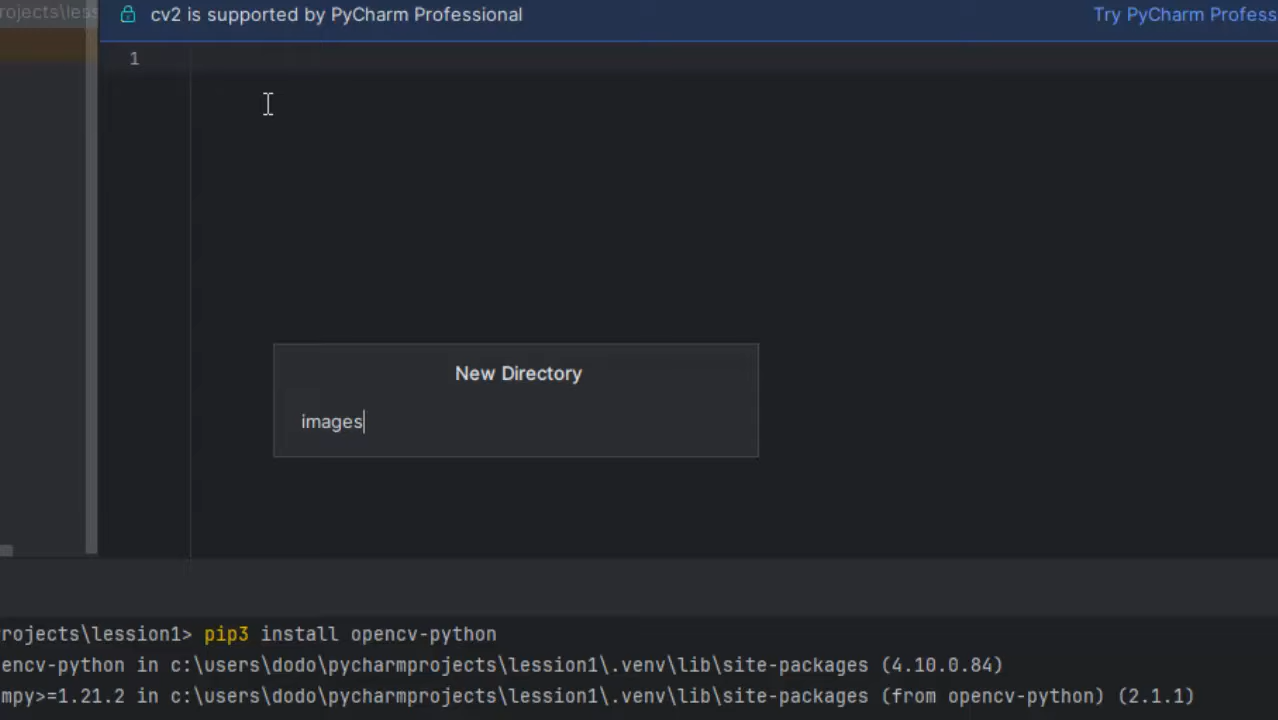 rojects\less
cv2 is supported by PyCharm Professional
Try PyCharm Profess
1
New Directory
images
rojects\lession1> pip3 install opencv-python
encv-python in c:\users\dodo\pycharmprojects\lession1\.venv\lib\site-packages (4.10.0.84)
mpy>=1.21.2 in c:\users\dodo\pycharmprojects\lession1\.venv\lib\site-packages (from opencv-python) (2.1.1)